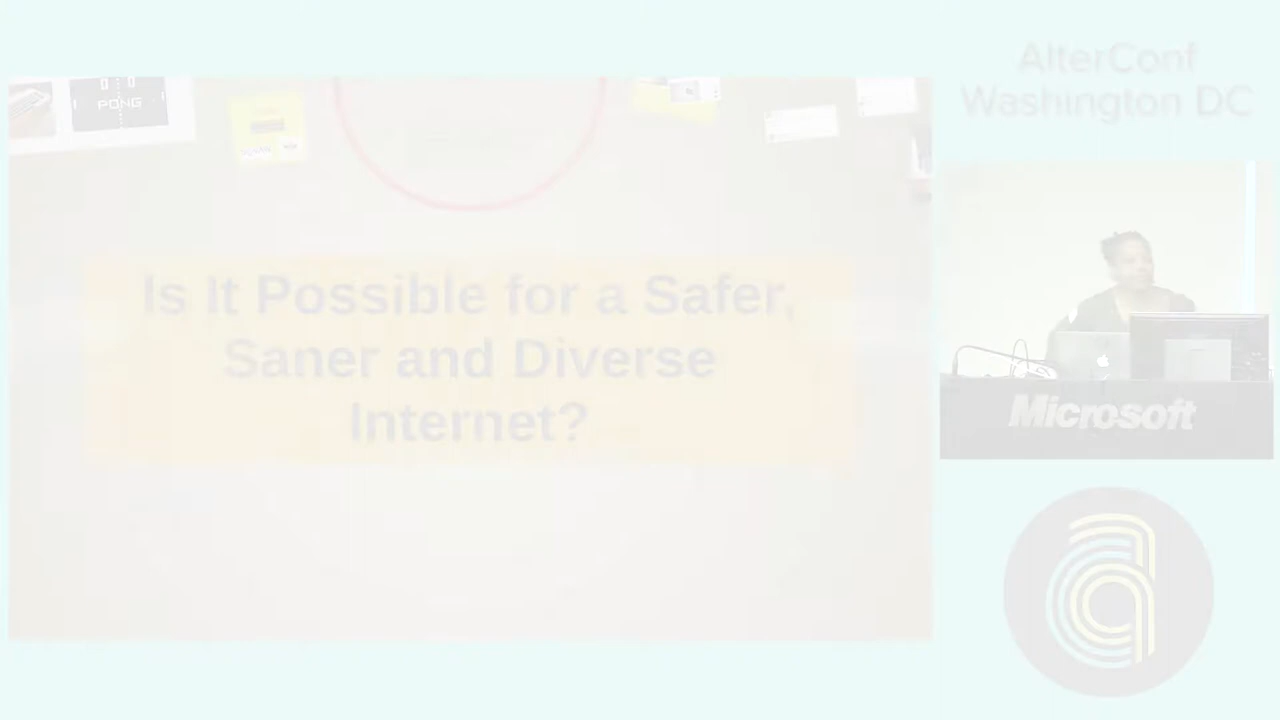 PONG
Is It Possible for a Safer,
Saner and Diverse
Internet?
AlterConf
Washington DC
Microsoft